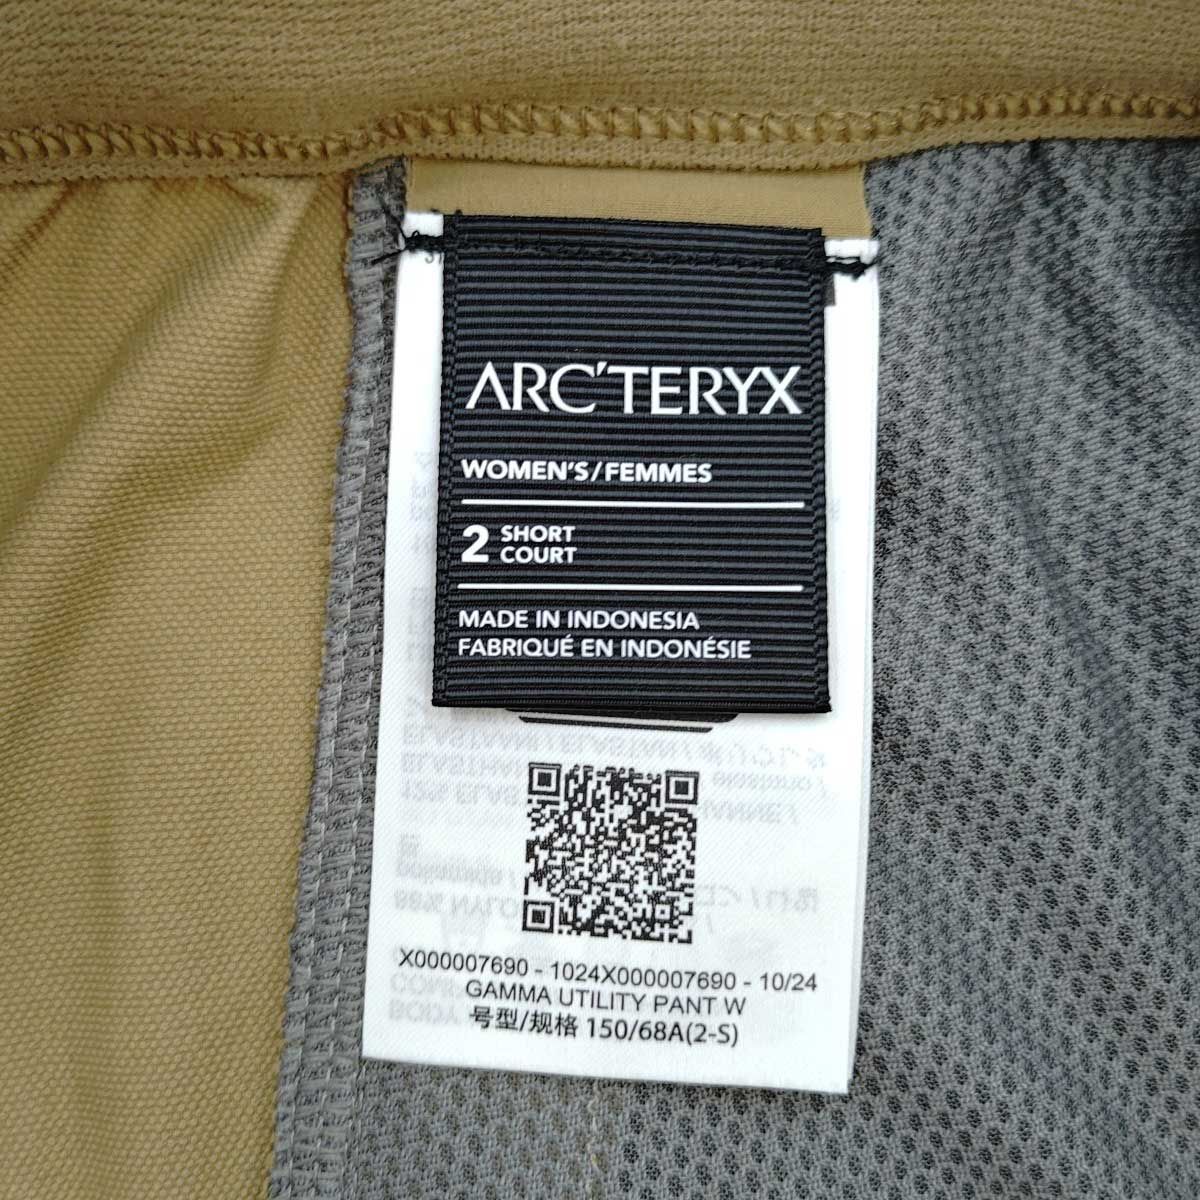 ARC'TERYX
WOMEN'S/FEMMES
2 SHORT
COURT
MADE IN INDONESIA
FABRIQUÉ EN INDONÉSIE
X000007690 - 1024X000007690 - 10/24
GAMMA UTILITY PANT W
号型/规格 150/68A(2-S)